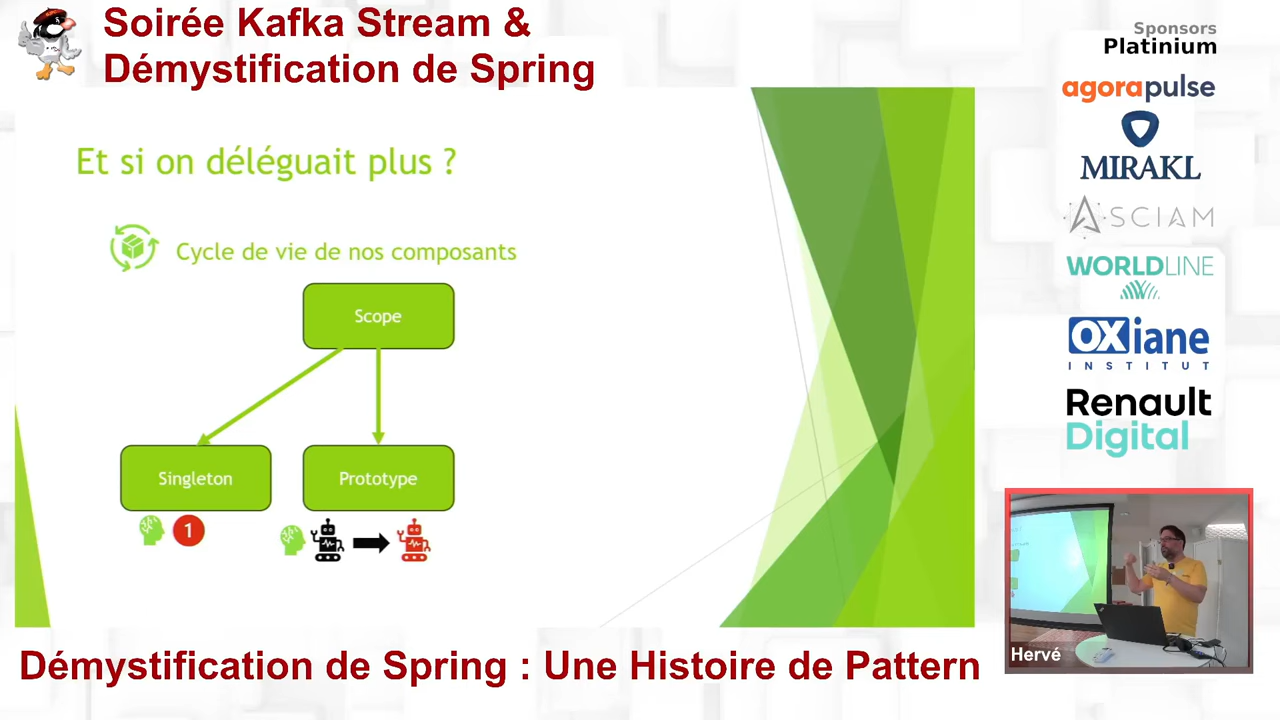 Soirée Kafka Stream &
Démystification de Spring
Sponsors
Platinium
agorapulse
MIRAKL
ASCIAM
WORLDLINE
OXiane
INSTITUT
Renault
Digital
Et si on déléguait plus ?
Cycle de vie de nos composants
Scope
Singleton
Prototype
1
Hervé
Démystification de Spring : Une Histoire de Pattern